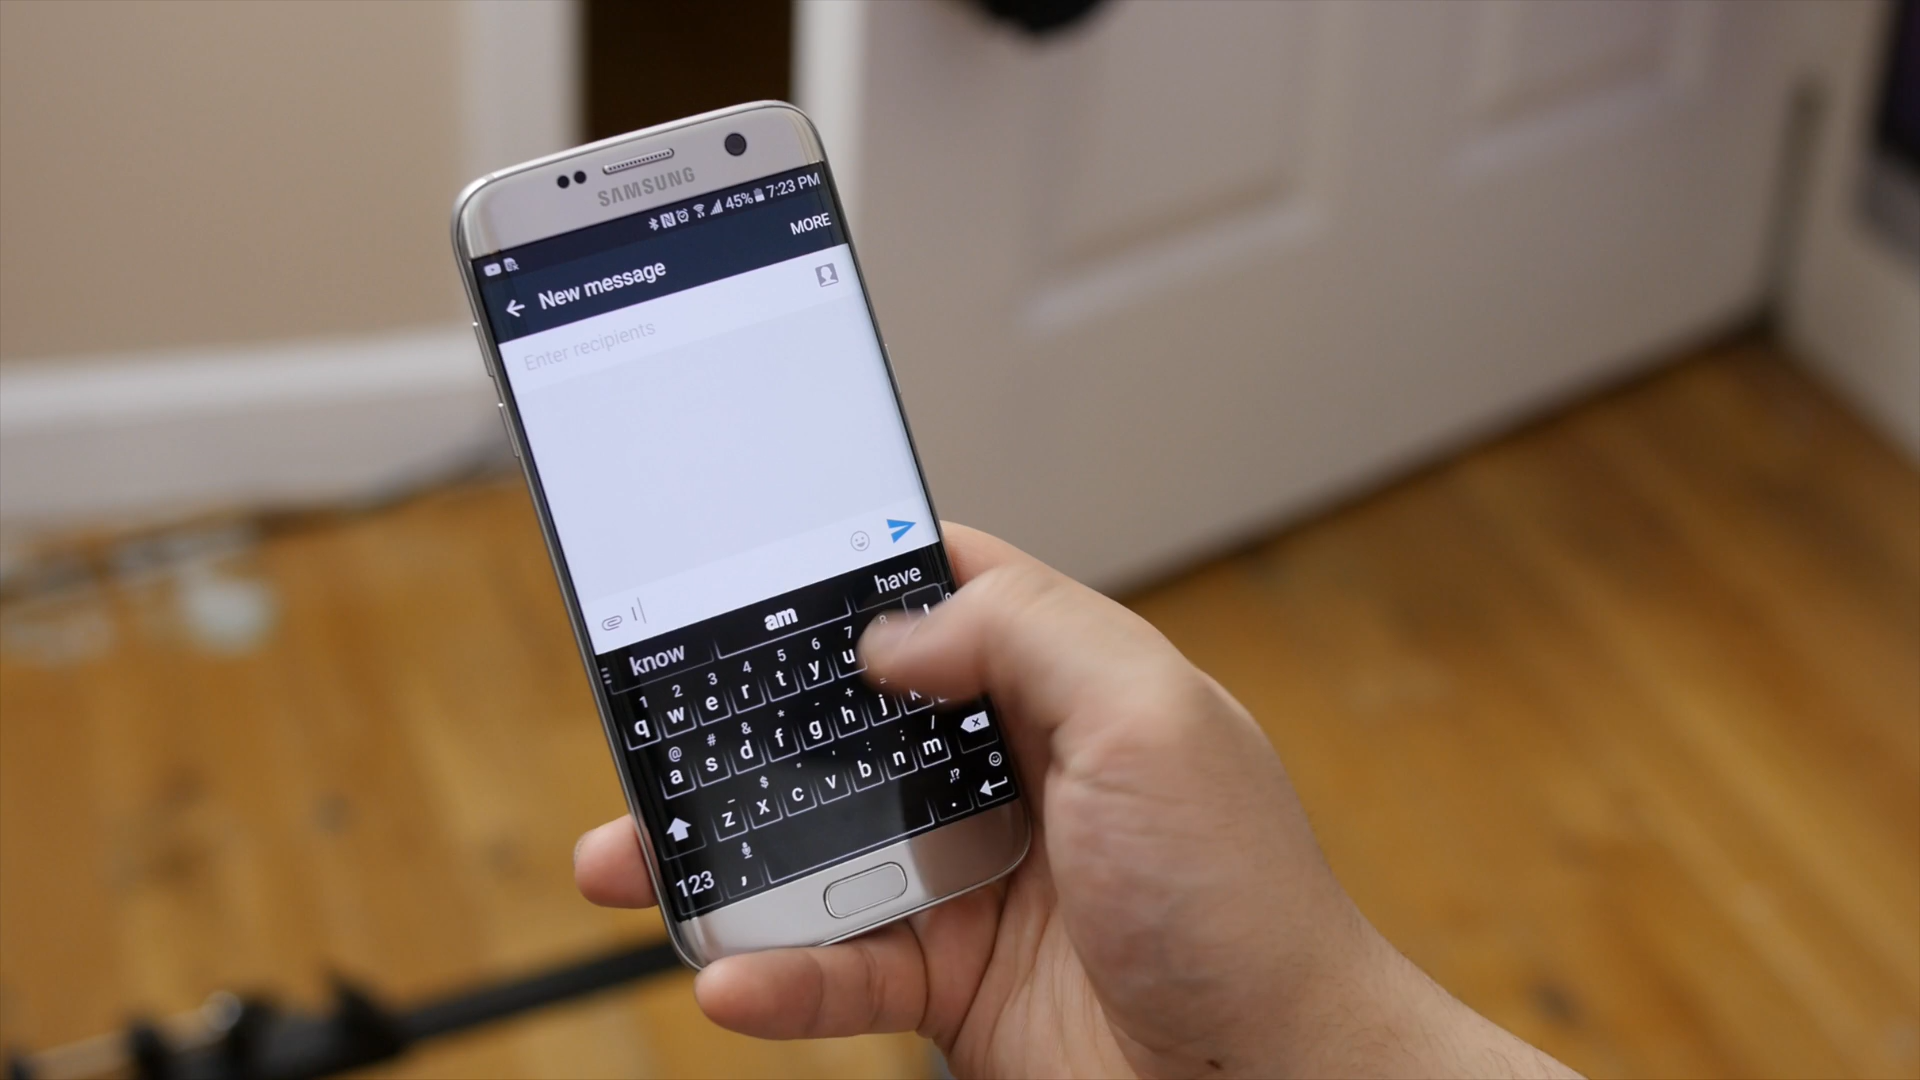 SAMSUNG
45% 7:23 PM
MORE
New message
Enter recipients
I
know am have
1 2 3 4 5 6 7 8
q w e r t y u
@ # & * - +
a s d f g h j k
$ " ' : ; /
z x c v b n m
123 , !? .